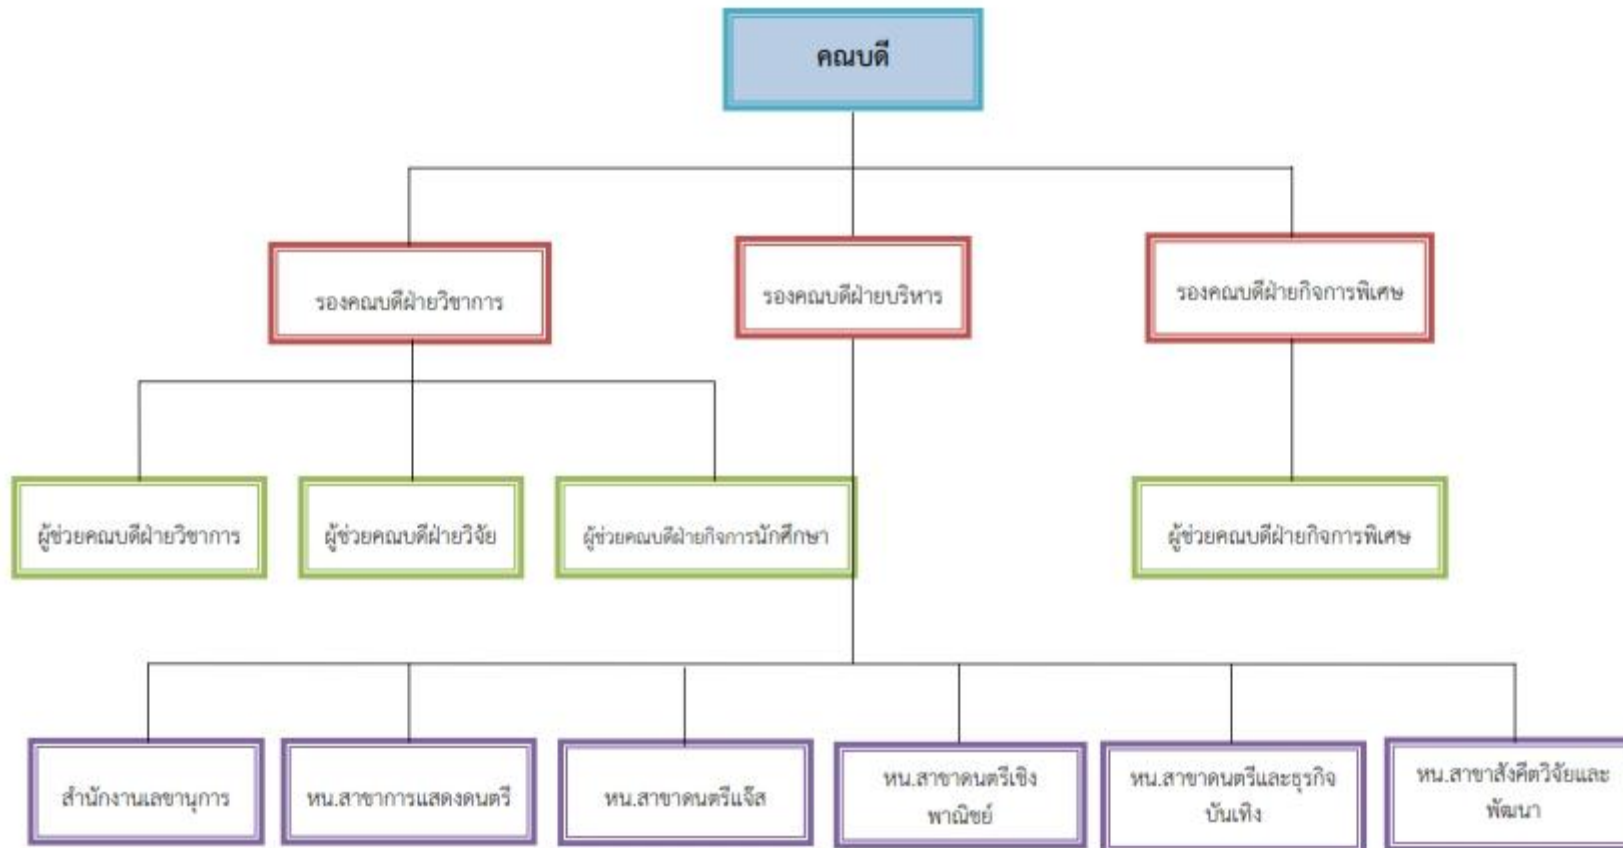 คณบดี
รองคณบดีฝ่ายวิชาการ
รองคณบดีฝ่ายบริหาร
รองคณบดีฝ่ายกิจการพิเศษ
ผู้ช่วยคณบดีฝ่ายวิชาการ
ผู้ช่วยคณบดีฝ่ายวิจัย
ผู้ช่วยคณบดีฝ่ายกิจการนักศึกษา
ผู้ช่วยคณบดีฝ่ายกิจการพิเศษ
สำนักงานเลขานุการ
หน.สาขาการแสดงดนตรี
หน.สาขาดนตรีแจ๊ส
หน.สาขาดนตรีเชิง
พาณิชย์
หน.สาขาดนตรีและธุรกิจ
บันเทิง
หน.สาขาสังคีตวิจัยและ
พัฒนา